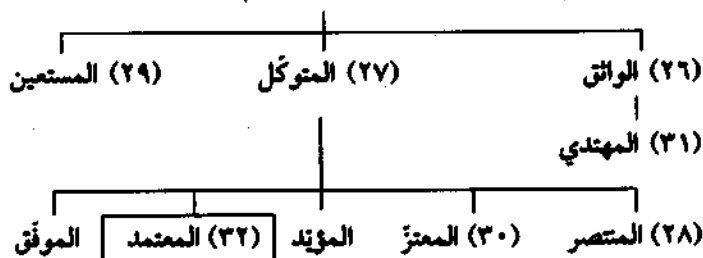 (٢٦) الواثق (٢٧) المتوكّل (٢٩) المستعين
(٣١) المهتدي
(٢٨) المنتصر (٣٠) المعتزّ المؤيّد (٣٢) المعتمد الموفّق